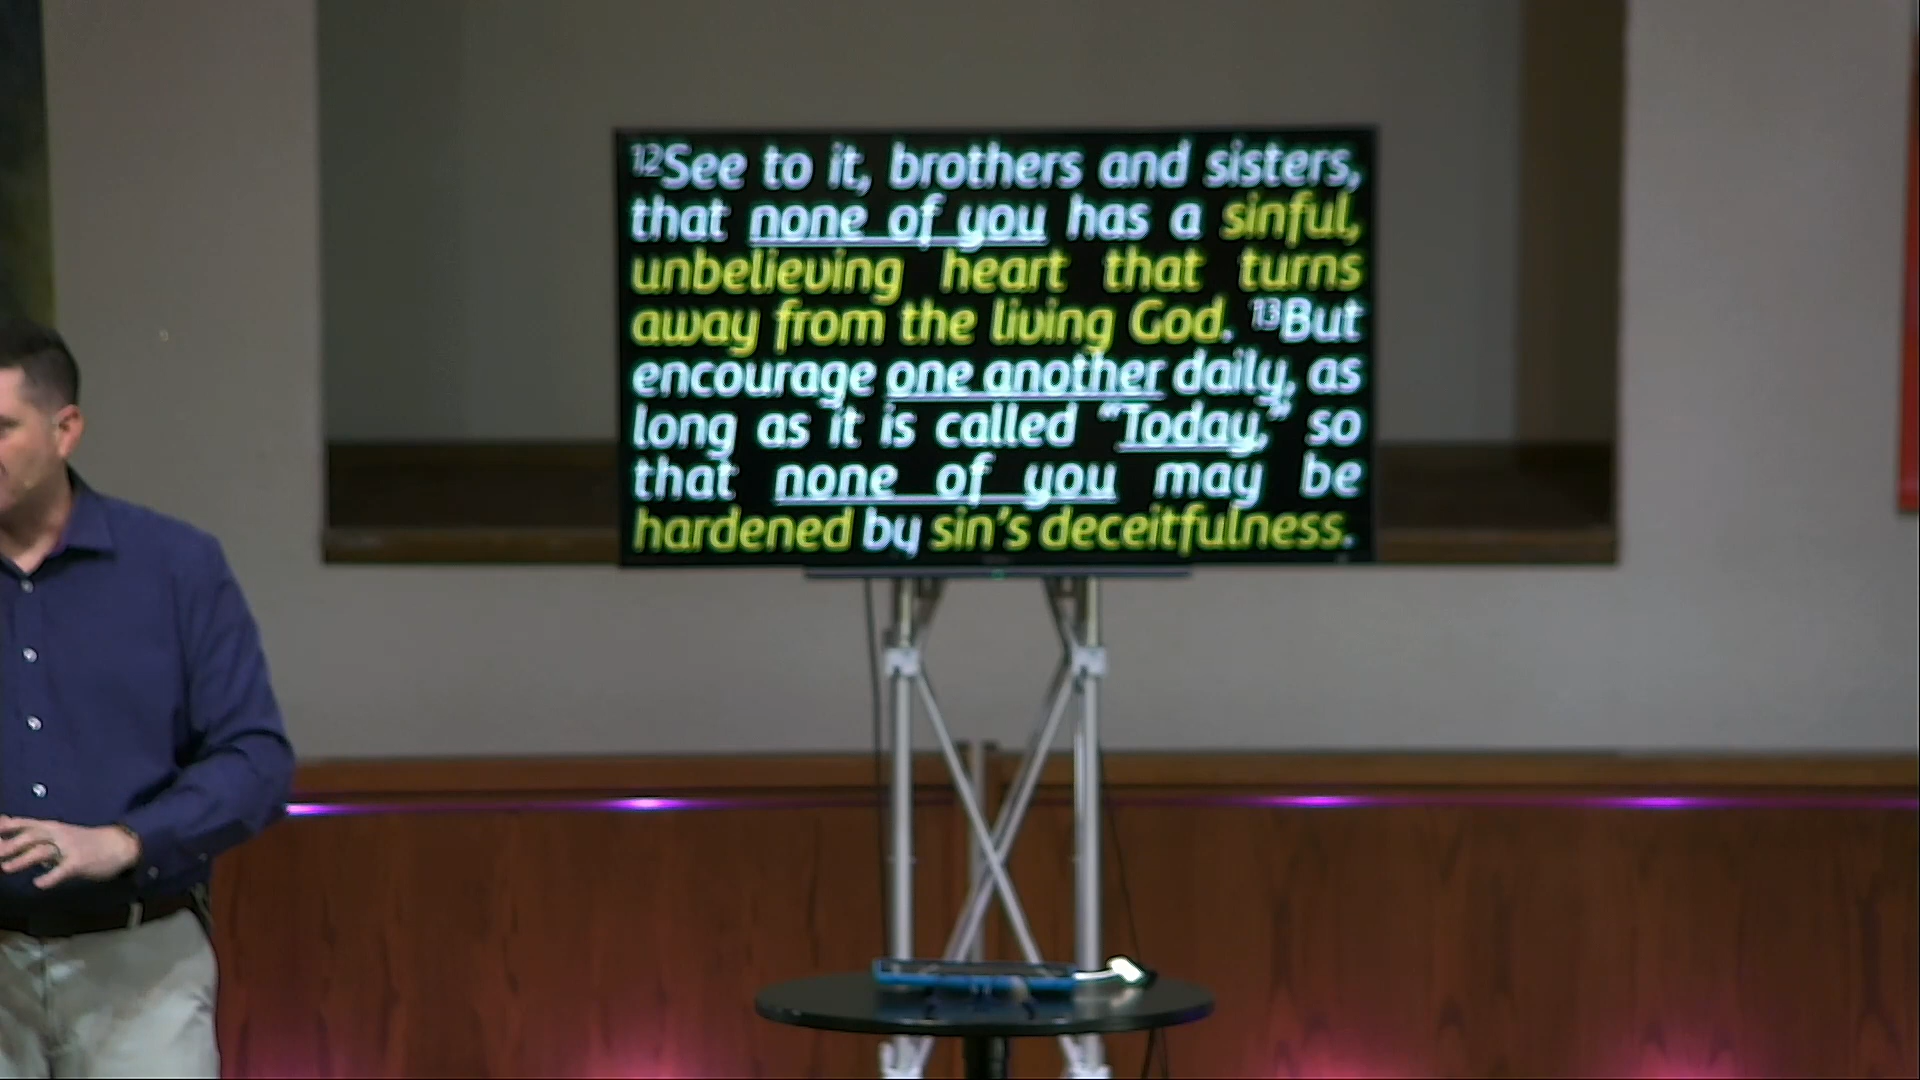 12See to it, brothers and sisters,
that none of you has a sinful,
unbelieving heart that turns
away from the living God. 13But
encourage one another daily, as
long as it is called “Today,” so
that none of you may be
hardened by sin’s deceitfulness.